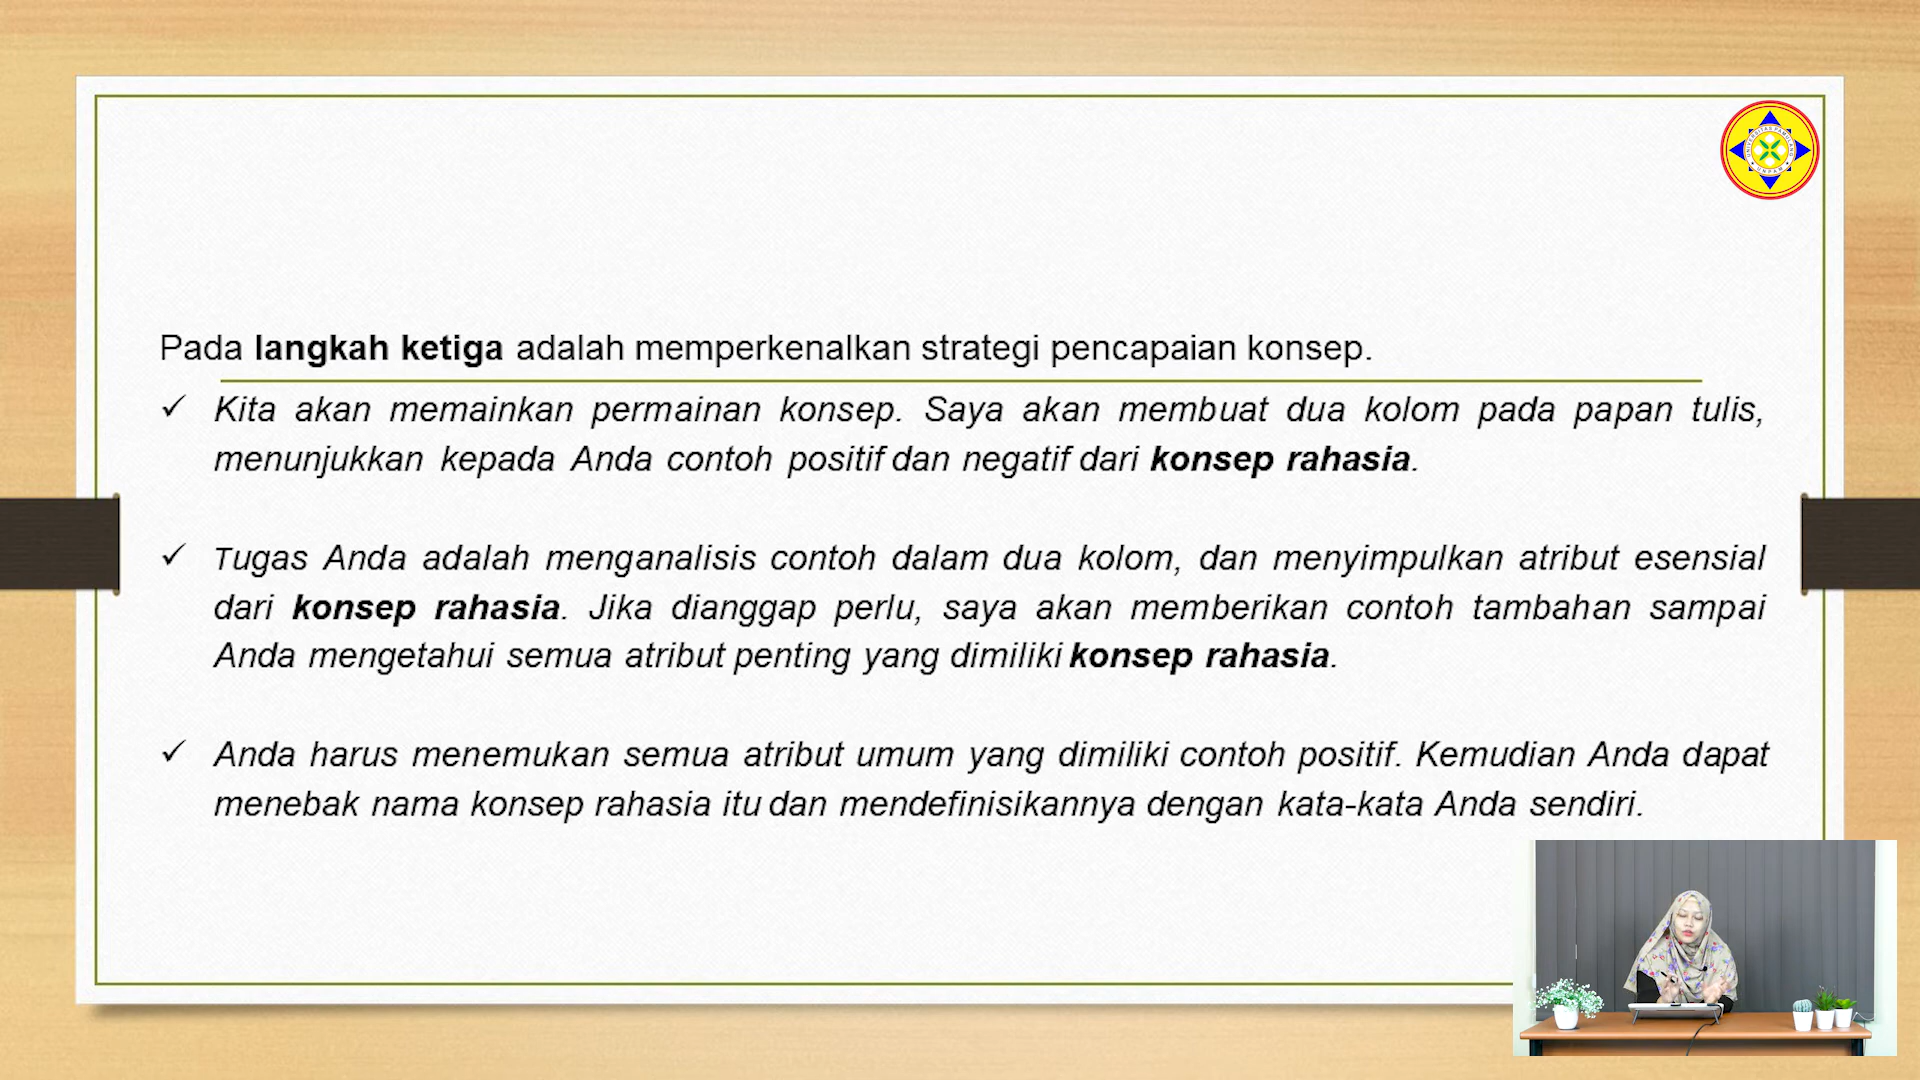 Pada langkah ketiga adalah memperkenalkan strategi pencapaian konsep.
✓ Kita akan memainkan permainan konsep. Saya akan membuat dua kolom pada papan tulis,
menunjukkan kepada Anda contoh positif dan negatif dari konsep rahasia.
✓ Tugas Anda adalah menganalisis contoh dalam dua kolom, dan menyimpulkan atribut esensial
dari konsep rahasia. Jika dianggap perlu, saya akan memberikan contoh tambahan sampai
Anda mengetahui semua atribut penting yang dimiliki konsep rahasia.
✓ Anda harus menemukan semua atribut umum yang dimiliki contoh positif. Kemudian Anda dapat
menebak nama konsep rahasia itu dan mendefinisikannya dengan kata-kata Anda sendiri.
UNIVERSITAS PAMULANG
UNPAM